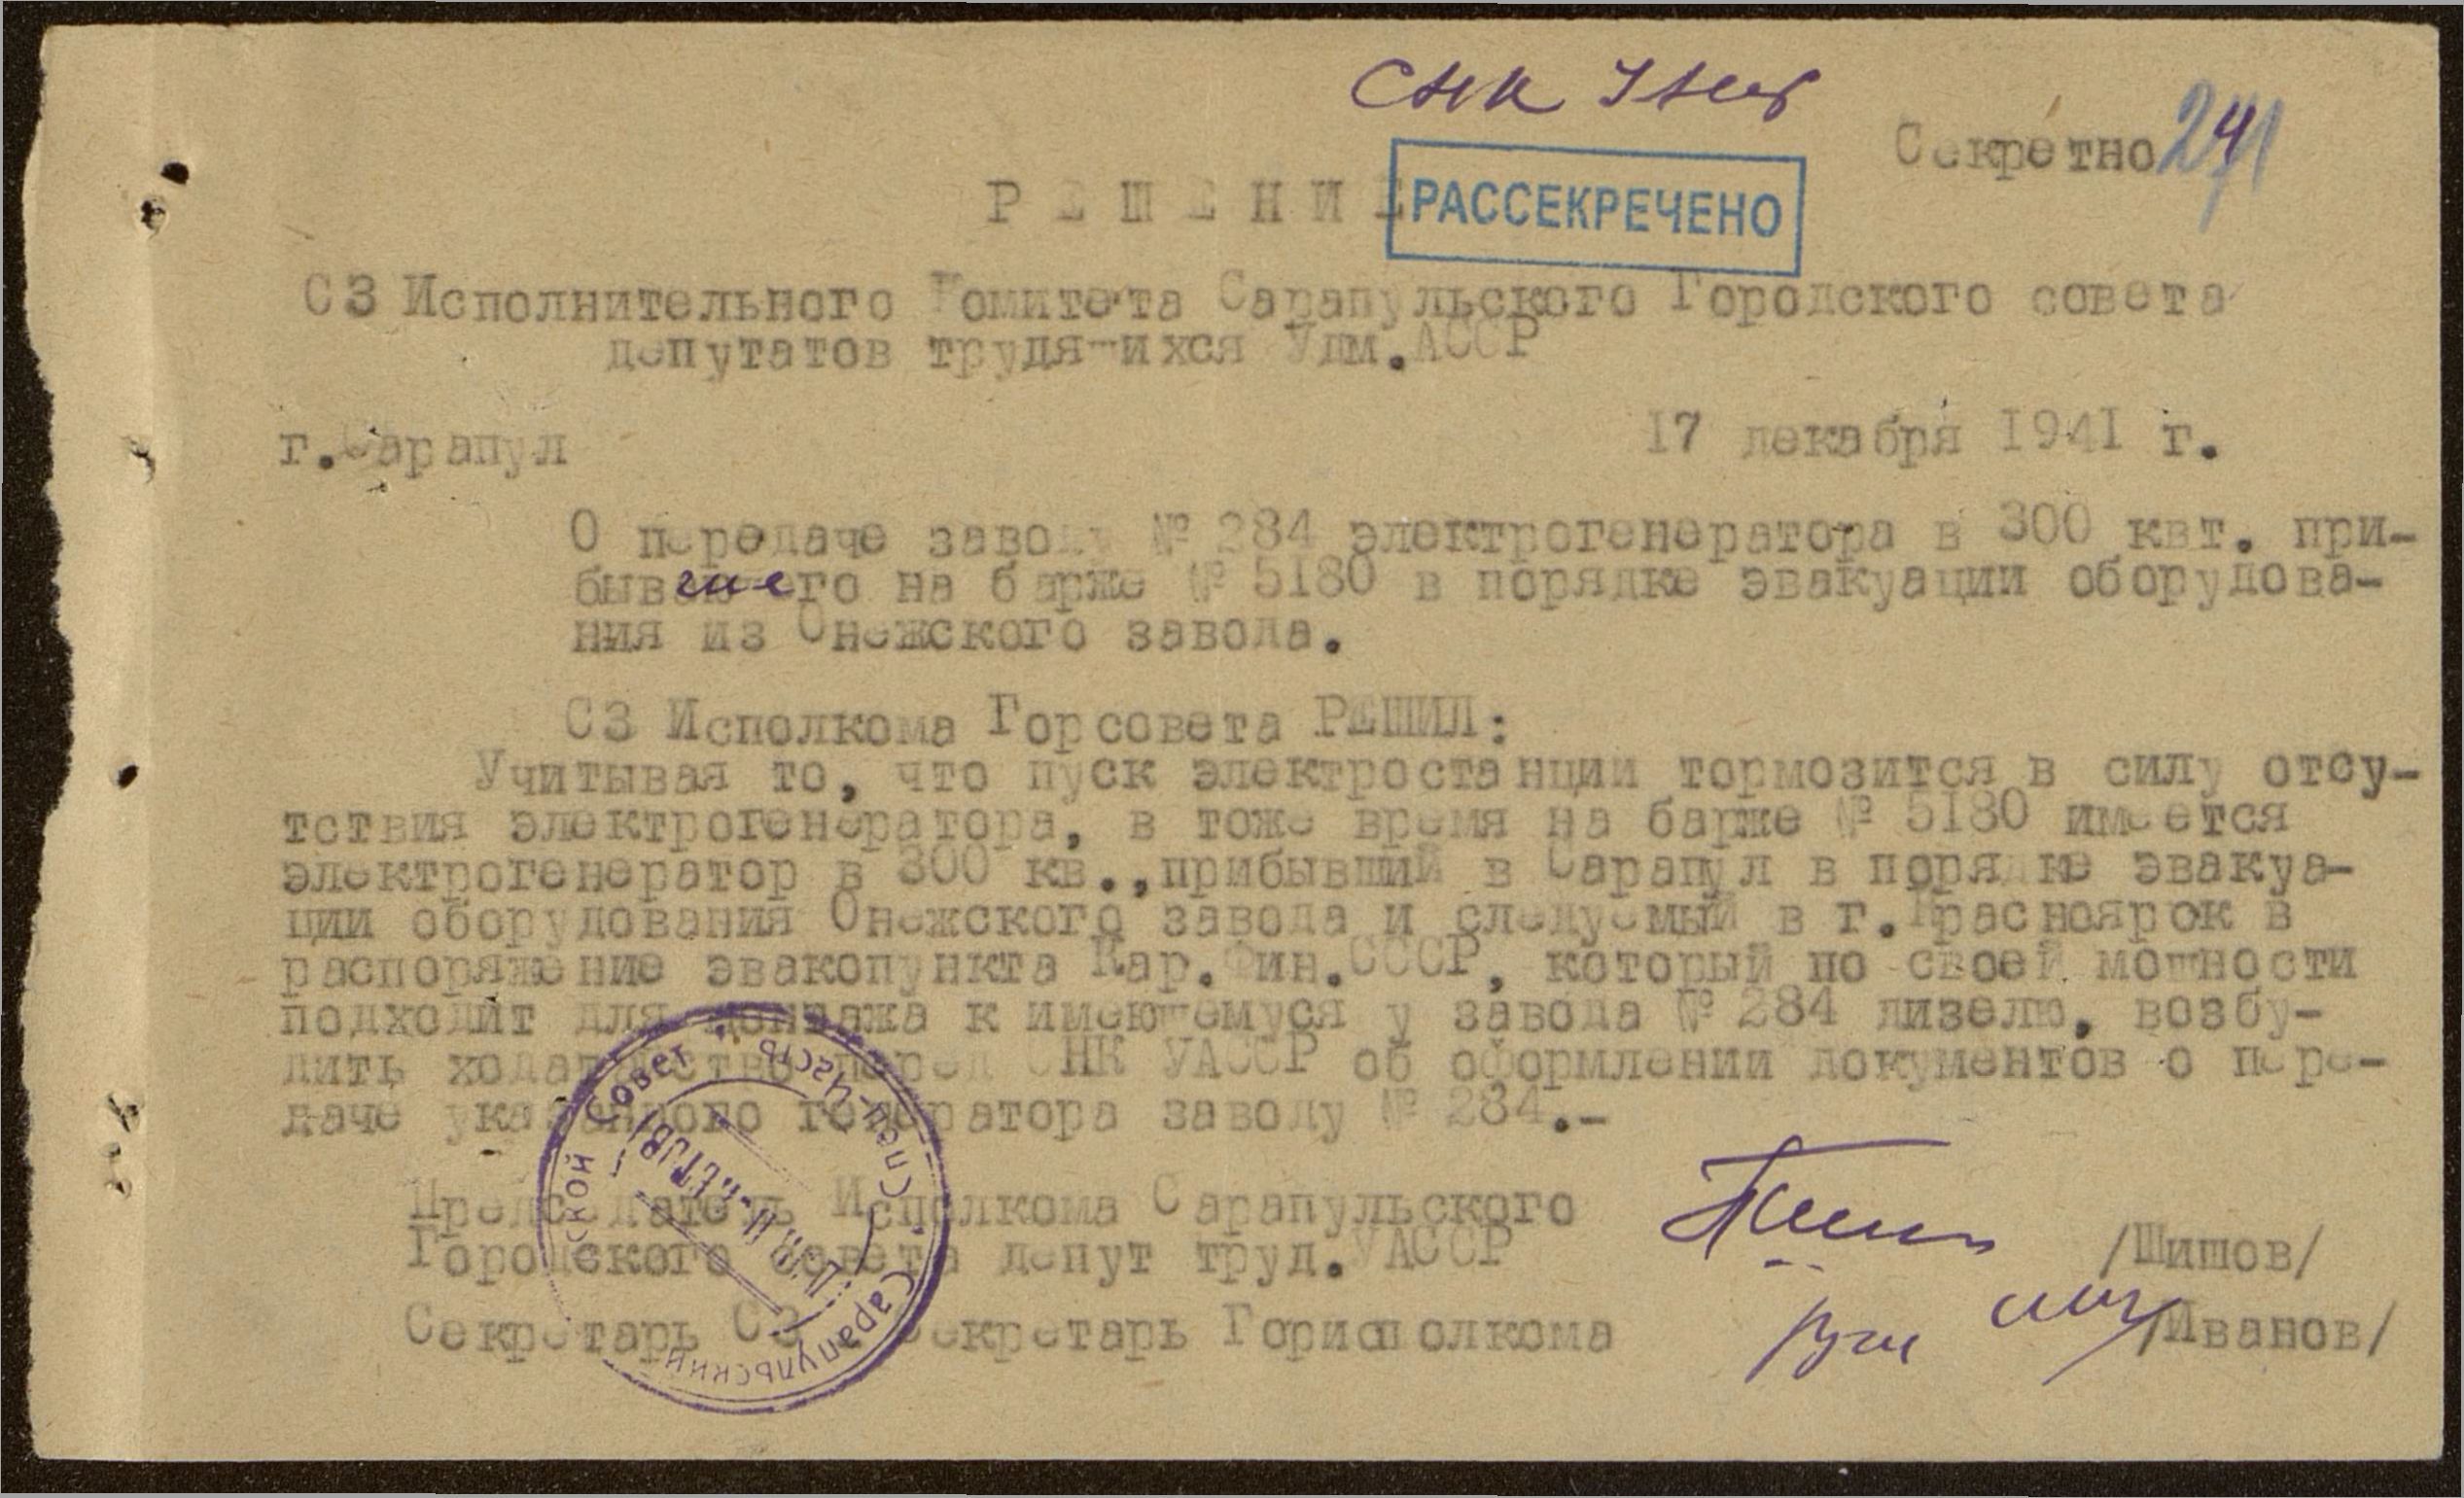 СНК
Секретно 241
РЕШЕНИЕ
РАССЕКРЕЧЕНО
СЗ Исполнительного Комитета Сарапульского Городского совета
депутатов трудящихся Удм.АССР
г.Сарапул 17 декабря 1941 г.
О передаче заводу № 284 электрогенератора в 300 квт. при-
бывшего на барже № 5180 в порядке эвакуации оборудова-
ния из Онежского завода.
СЗ Исполкома Горсовета РЕШИЛ:
Учитывая то, что пуск электростанции тормозится в силу отсу-
тствия электрогенератора, в тоже время на барже № 5180 имеется
электрогенератор в 300 кв.,прибывший в Сарапул в порядке эвакуа-
ции оборудования Онежского завода и следуемый в г.Красноярок в
распоряжение эвакопункта Кар.Фин.СССР, который по своей мощности
подходит для монтажа к имеющемуся у завода № 284 дизелю, возбу-
дить ходатайство перед СНК УАССР об оформлении документов о пере-
даче указанного генератора заводу № 284.-
Председатель Исполкома Сарапульского
Городского совета депут труд.УАССР /Шишов/
Секретарь СЗ Секретарь Горисполкома /Иванов/
Сарапульский Совет Спец-Часть